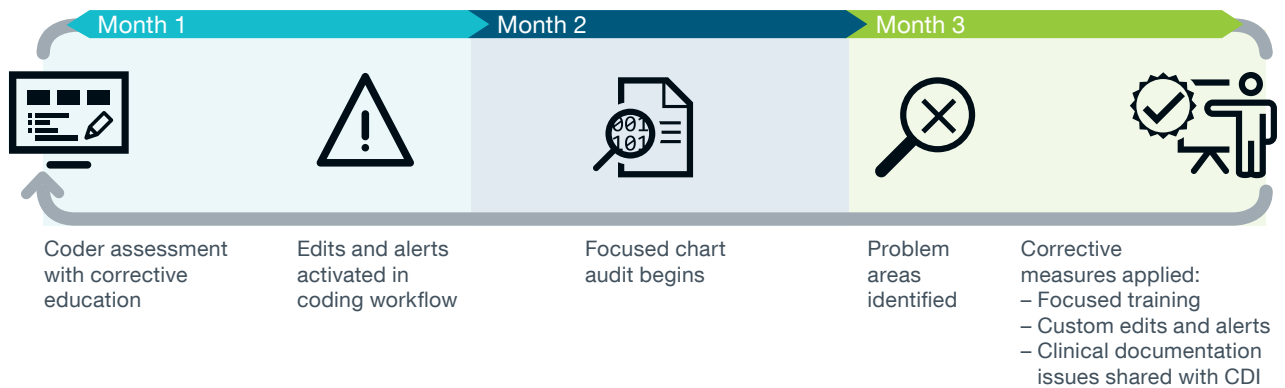 Month 1
Month 2
Month 3
001
101
Coder assessment
with corrective
education
Edits and alerts
activated in
coding workflow
Focused chart
audit begins
Problem
areas
identified
Corrective
measures applied:
– Focused training
– Custom edits and alerts
– Clinical documentation
issues shared with CDI